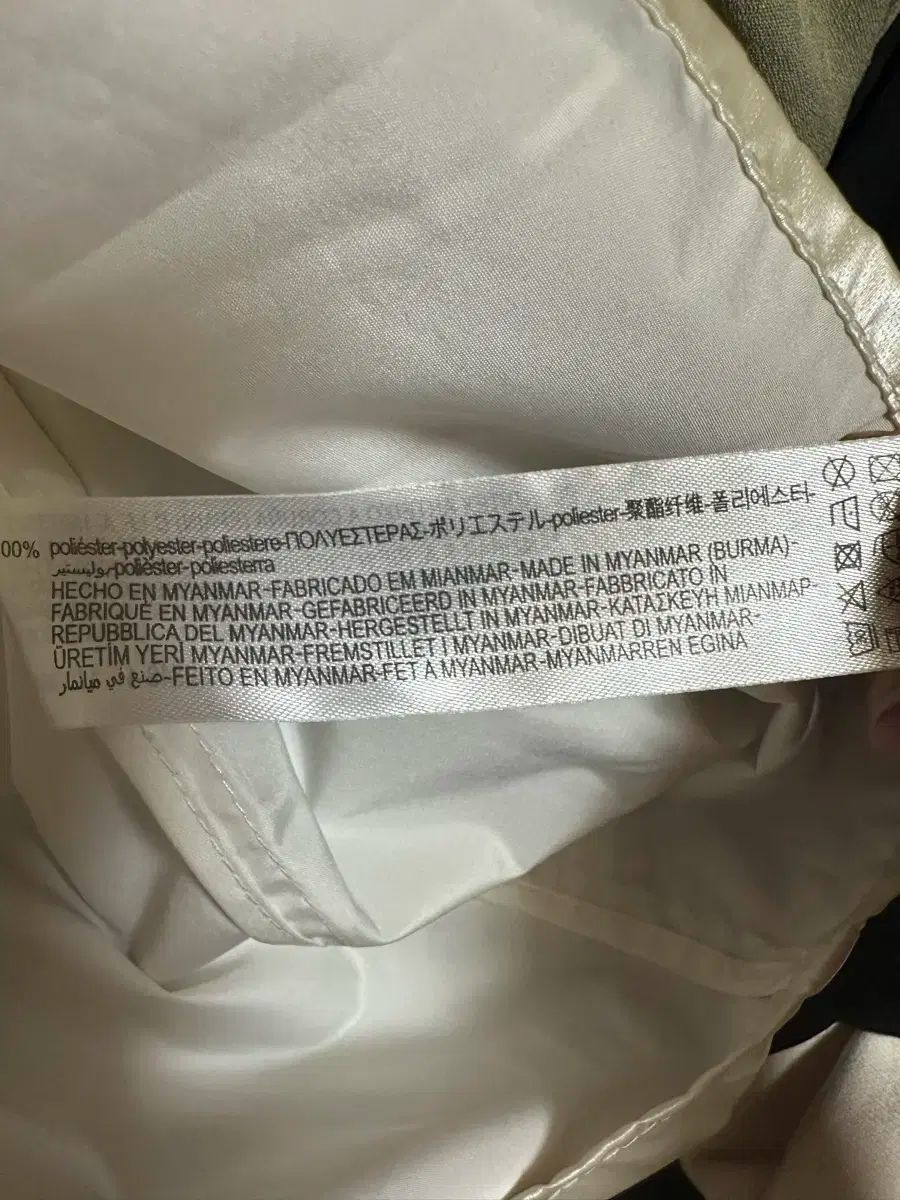 00% poliéster-polyester-poliestere-ΠΟΛΥΕΣΤΕΡΑΣ-ポリエステル-poliester-聚酯纤维-폴리에스터-
بوليستير-poliéster-poliesterra
HECHO EN MYANMAR-FABRICADO EM MIANMAR-MADE IN MYANMAR (BURMA)-
FABRIQUÉ EN MYANMAR-GEFABRICEERD IN MYANMAR-FABBRICATO IN
REPUBBLICA DEL MYANMAR-HERGESTELLT IN MYANMAR-ΚΑΤΑΣΚΕΥΗ ΜΙΑΝΜΑΡ-
ÜRETİM YERİ MYANMAR-FREMSTILLET I MYANMAR-DIBUAT DI MYANMAR-
صنع في ميانمار-FEITO EN MYANMAR-FET A MYANMAR-MYANMARREN EGINA